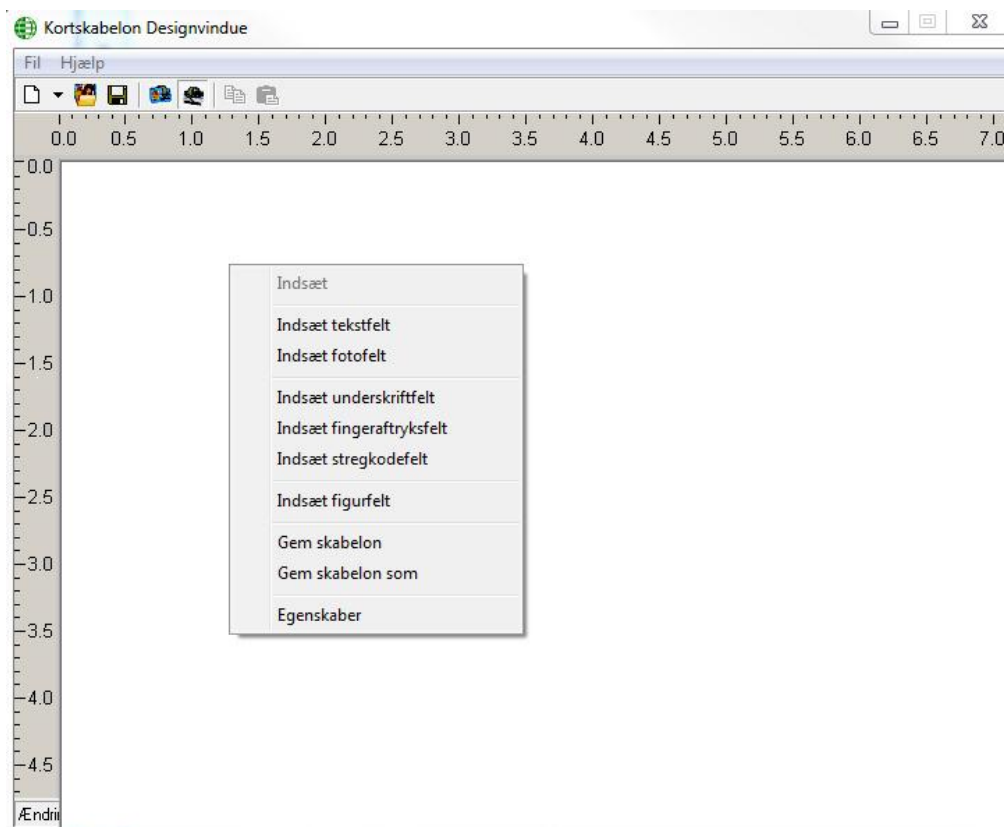 Kortskabelon Designvindue
Fil Hjælp
0.0 0.5 1.0 1.5 2.0 2.5 3.0 3.5 4.0 4.5 5.0 5.5 6.0 6.5 7.0
0.0
0.5
1.0
1.5
2.0
2.5
3.0
3.5
4.0
4.5
Indsæt
Indsæt tekstfelt
Indsæt fotofelt
Indsæt underskriftfelt
Indsæt fingeraftryksfelt
Indsæt stregkodefelt
Indsæt figurfelt
Gem skabelon
Gem skabelon som
Egenskaber